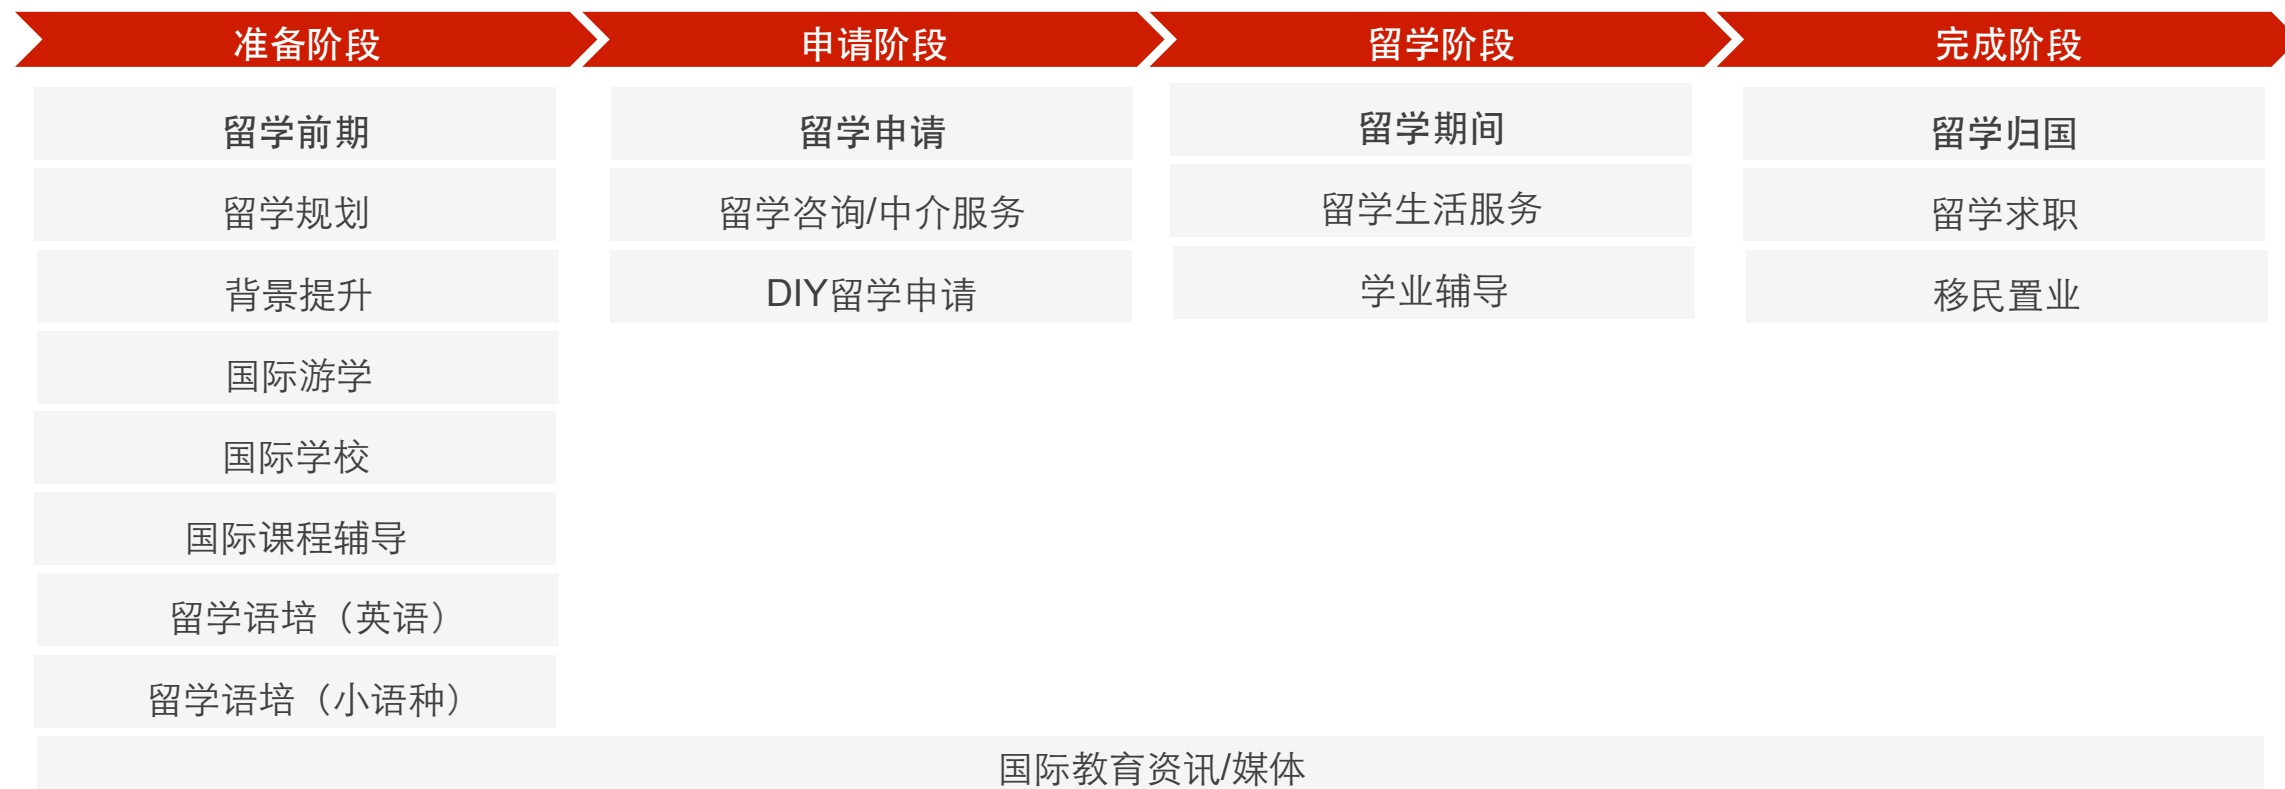 准备阶段
申请阶段
留学阶段
完成阶段
留学前期
留学规划
背景提升
国际游学
国际学校
国际课程辅导
留学语培（英语）
留学语培（小语种）
留学申请
留学咨询/中介服务
DIY留学申请
留学期间
留学生活服务
学业辅导
留学归国
留学求职
移民置业
国际教育资讯/媒体